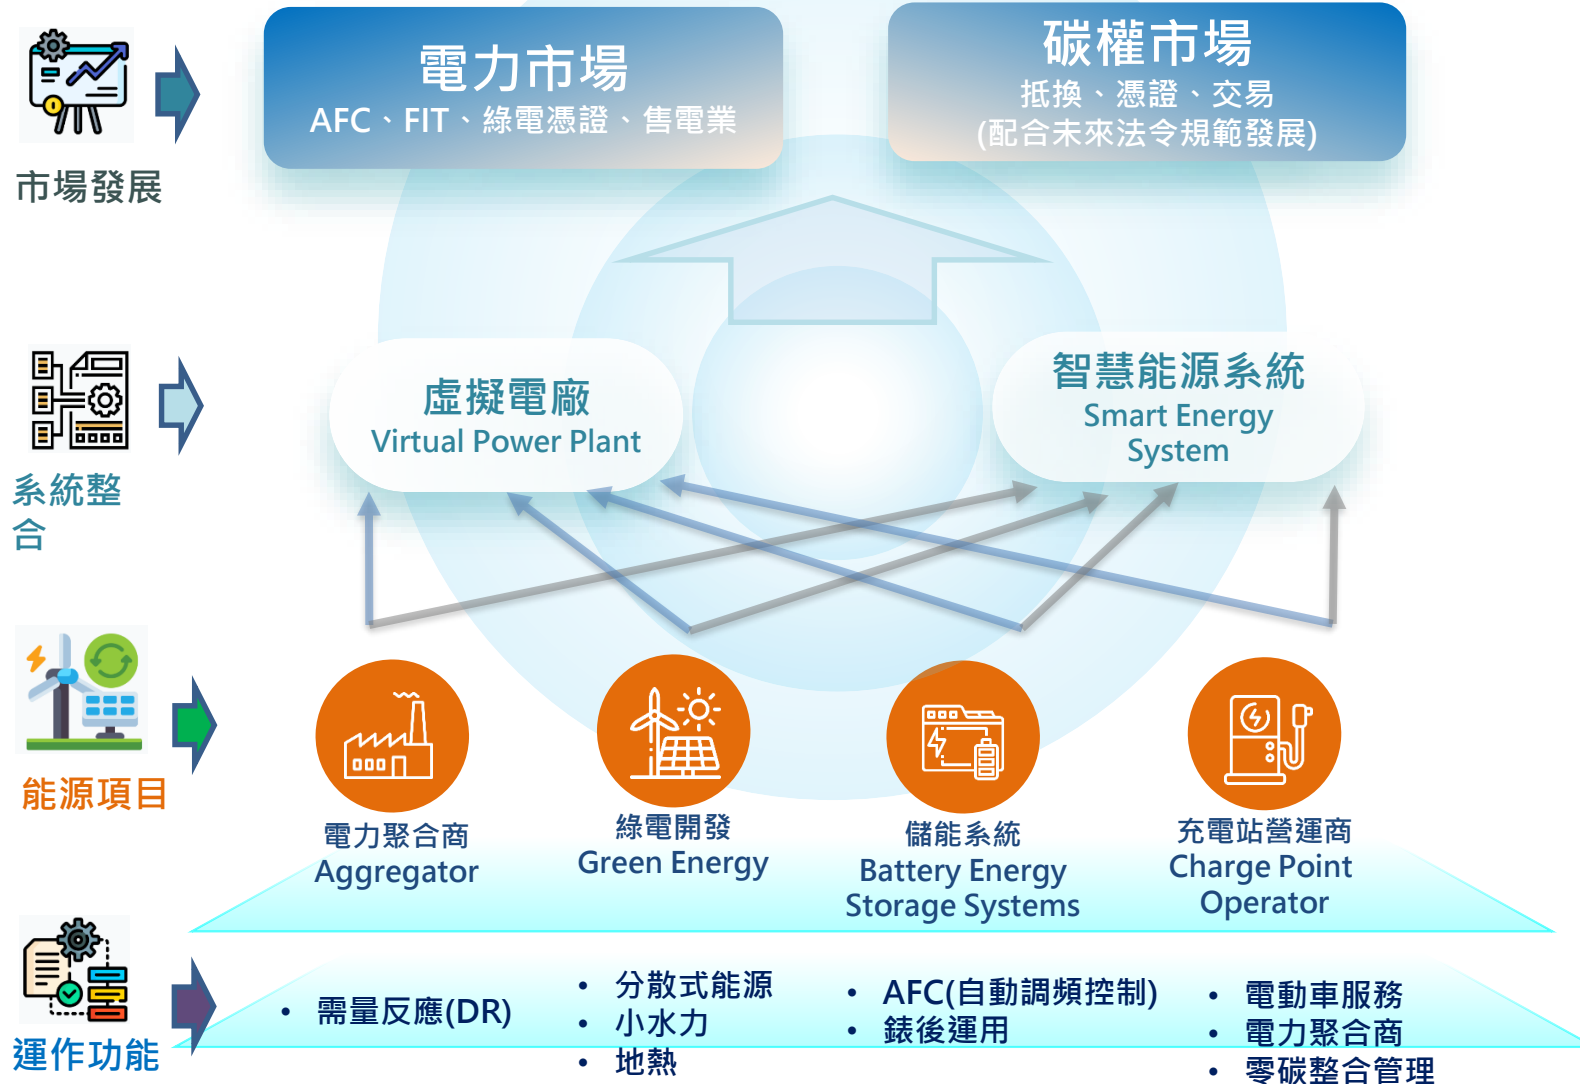 電力市場
AFC、FIT、綠電憑證、售電業
碳權市場
抵換、憑證、交易
(配合未來法令規範發展)
市場發展
虛擬電廠
Virtual Power Plant
智慧能源系統
Smart Energy
System
系統整
合
能源項目
電力聚合商
Aggregator
綠電開發
Green Energy
儲能系統
Battery Energy
Storage Systems
充電站營運商
Charge Point
Operator
運作功能
• 需量反應(DR)
• 分散式能源
• 小水力
• 地熱
• AFC(自動調頻控制)
• 錶後運用
• 電動車服務
• 電力聚合商
• 零碳整合管理